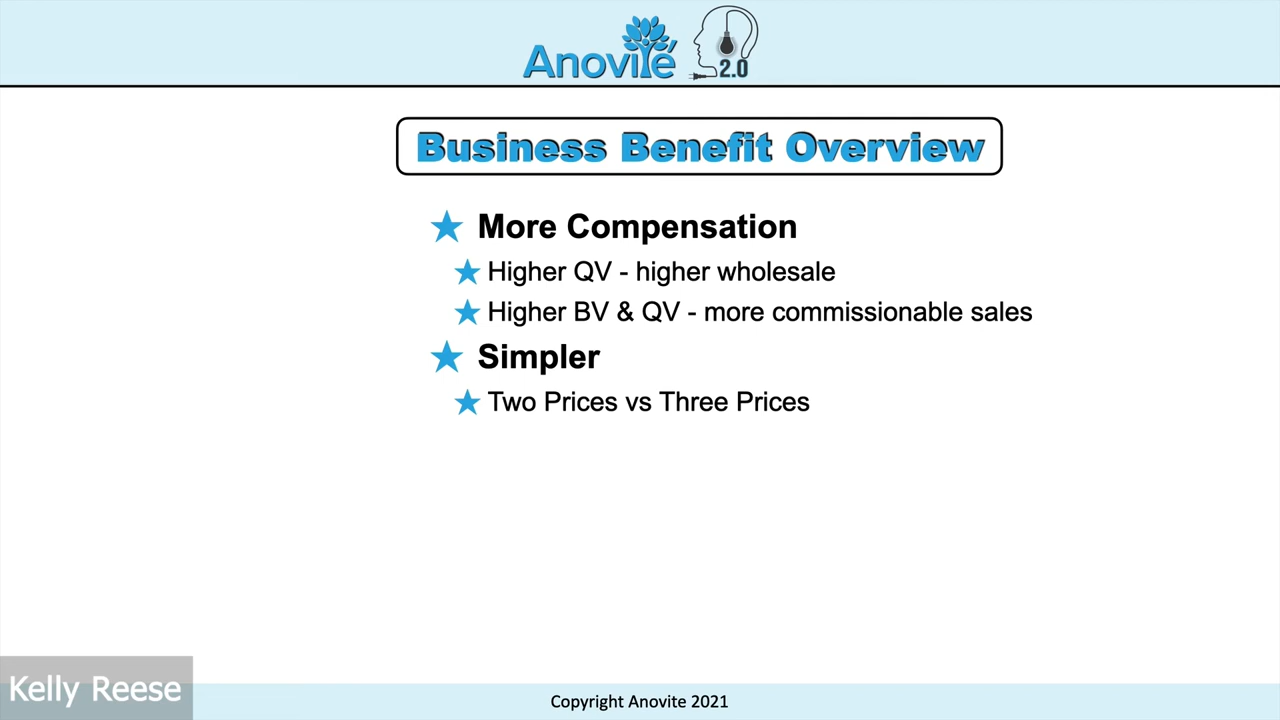 Anovite
2.0
Business Benefit Overview
More Compensation
Higher QV - higher wholesale
Higher BV & QV - more commissionable sales
Simpler
Two Prices vs Three Prices
Kelly Reese
Copyright Anovite 2021